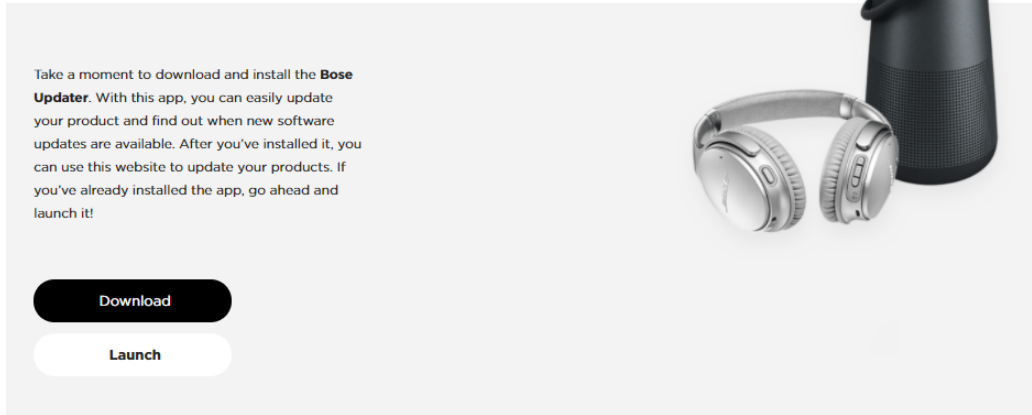 Take a moment to download and install the Bose
Updater. With this app, you can easily update
your product and find out when new software
updates are available. After you've installed it, you
can use this website to update your products. If
you've already installed the app, go ahead and
launch it!
Download
Launch